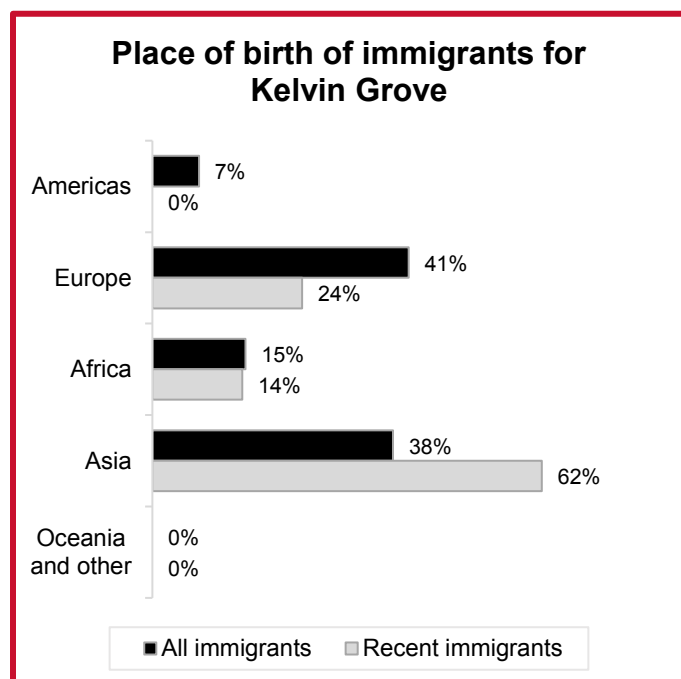 Place of birth of immigrants for
Kelvin Grove
Americas
7%
0%
Europe
41%
24%
Africa
15%
14%
Asia
38%
62%
Oceania
and other
0%
0%
All immigrants
Recent immigrants